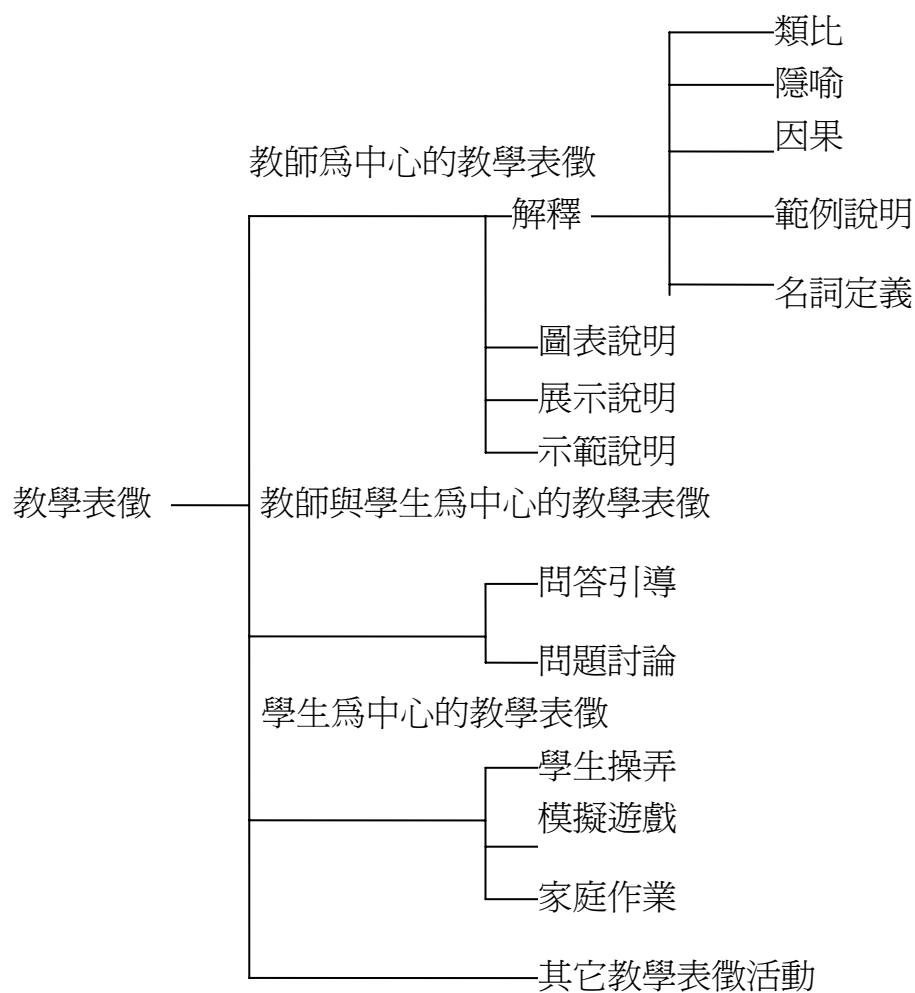 類比
隱喻
因果
教師爲中心的教學表徵
解釋
範例說明
名詞定義
圖表說明
展示說明
示範說明
教學表徵
教師與學生爲中心的教學表徵
問答引導
問題討論
學生爲中心的教學表徵
學生操弄
模擬遊戲
家庭作業
其它教學表徵活動